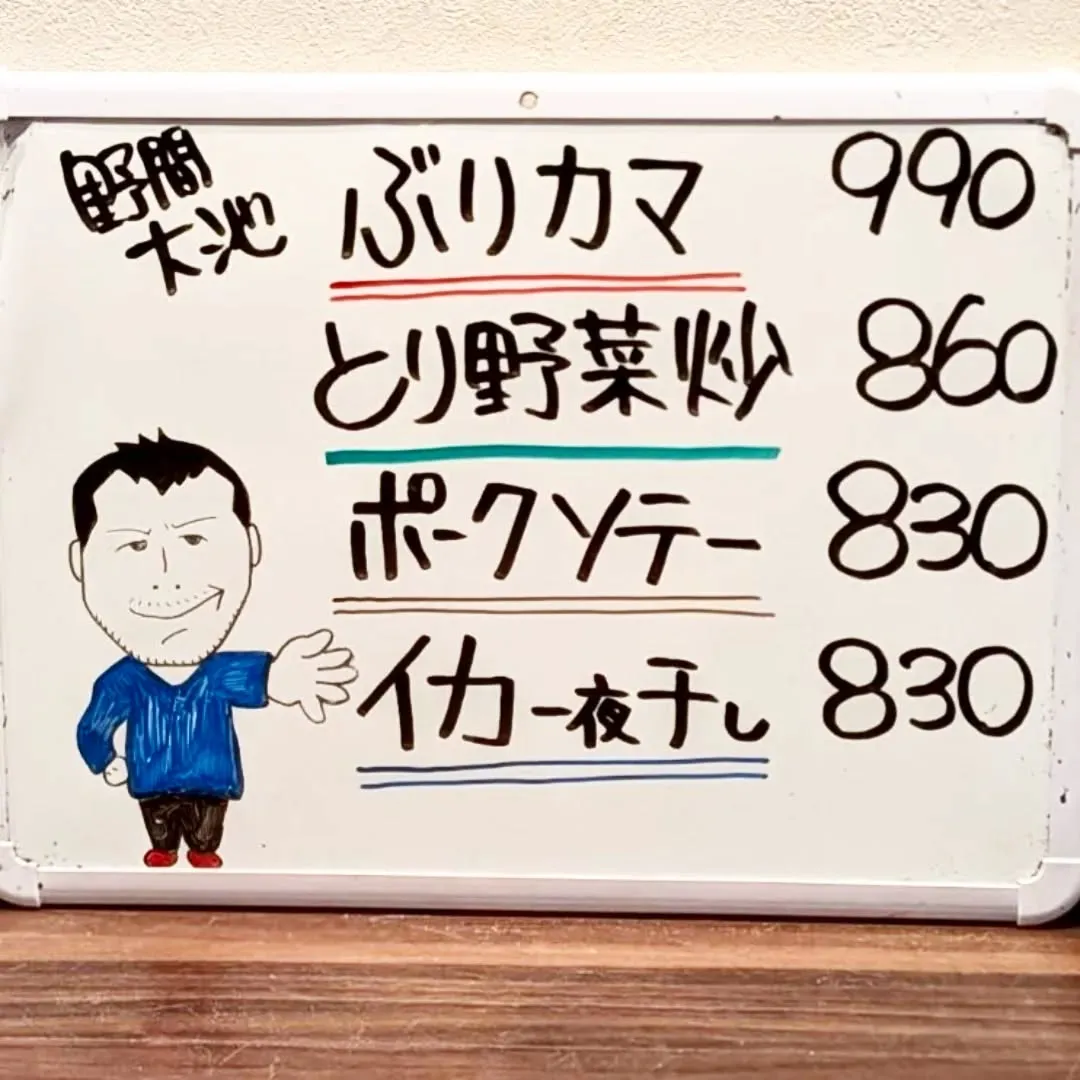 野間
大池
ぶりカマ 990
とり野菜炒 860
ポークソテー 830
イカ一夜干し 830